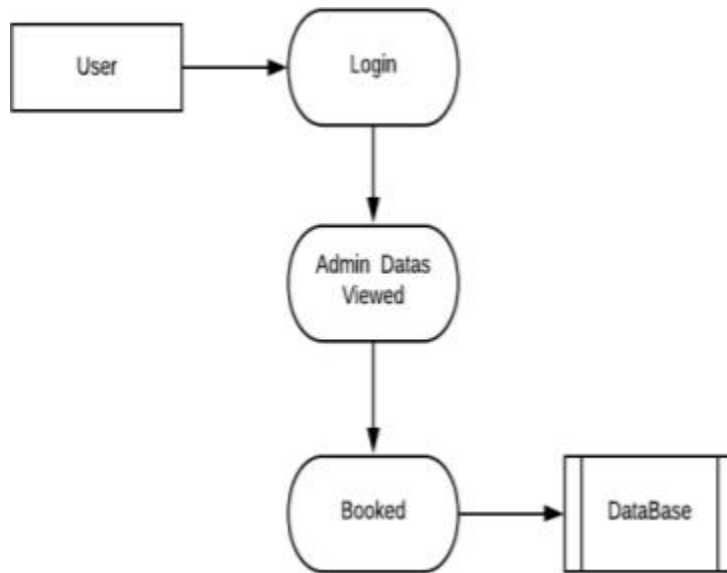 User
Login
Admin Datas
Viewed
Booked
DataBase